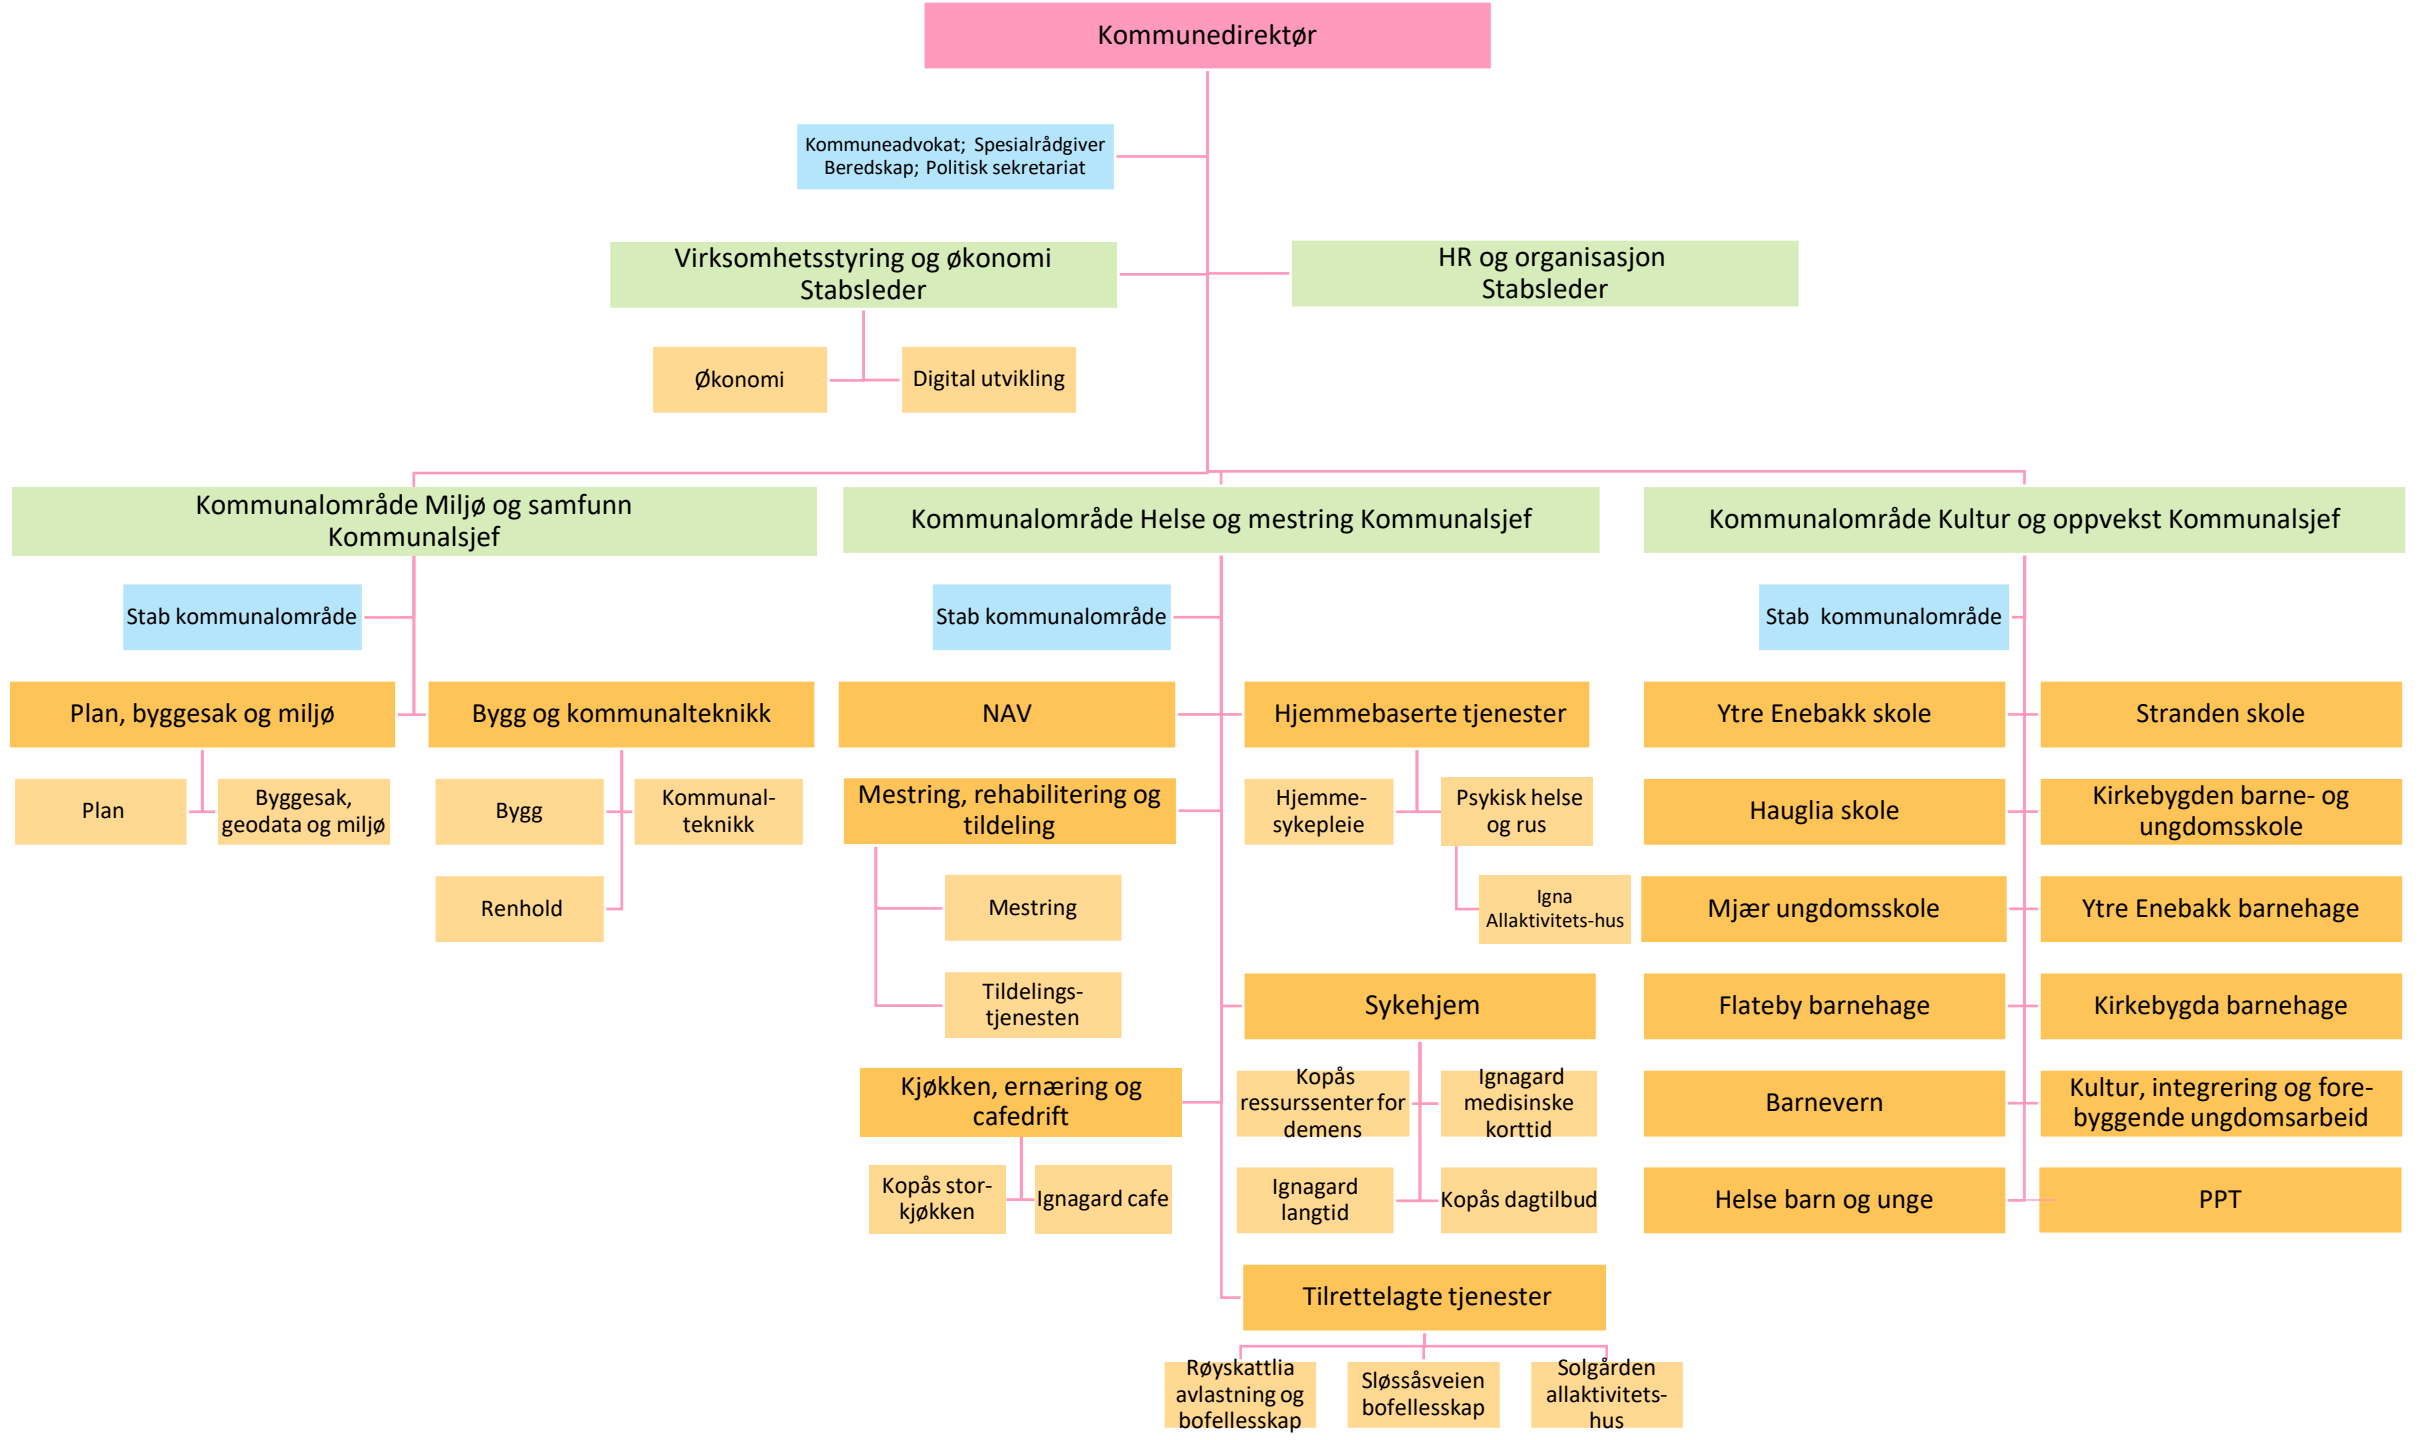 Kommunedirektør
Kommuneadvokat; Spesialrådgiver
Beredskap; Politisk sekretariat
Virksomhetsstyring og økonomi
Stabsleder
HR og organisasjon
Stabsleder
Økonomi
Digital utvikling
Kommunalområde Miljø og samfunn
Kommunalsjef
Stab kommunalområde
Plan, byggesak og miljø
Bygg og kommunalteknikk
Plan
Byggesak,
geodata og miljø
Bygg
Kommunal-
teknikk
Renhold
Kommunalområde Helse og mestring Kommunalsjef
Stab kommunalområde
NAV
Hjemmebaserte tjenester
Mestring, rehabilitering og
tildeling
Hjemme-
sykepleie
Psykisk helse
og rus
Mestring
Igna
Allaktivitets-hus
Tildelings-
tjenesten
Sykehjem
Kjøkken, ernæring og
cafedrift
Kopås
ressurssenter for
demens
Ignagard
medisinske
korttid
Kopås stor-
kjøkken
Ignagard cafe
Ignagard
langtid
Kopås dagtilbud
Tilrettelagte tjenester
Røyskattlia
avlastning og
bofellesskap
Sløssåsveien
bofellesskap
Solgården
allaktivitets-
hus
Kommunalområde Kultur og oppvekst Kommunalsjef
Stab  kommunalområde
Ytre Enebakk skole
Stranden skole
Hauglia skole
Kirkebygden barne- og
ungdomsskole
Mjær ungdomsskole
Ytre Enebakk barnehage
Flateby barnehage
Kirkebygda barnehage
Barnevern
Kultur, integrering og fore-
byggende ungdomsarbeid
Helse barn og unge
PPT